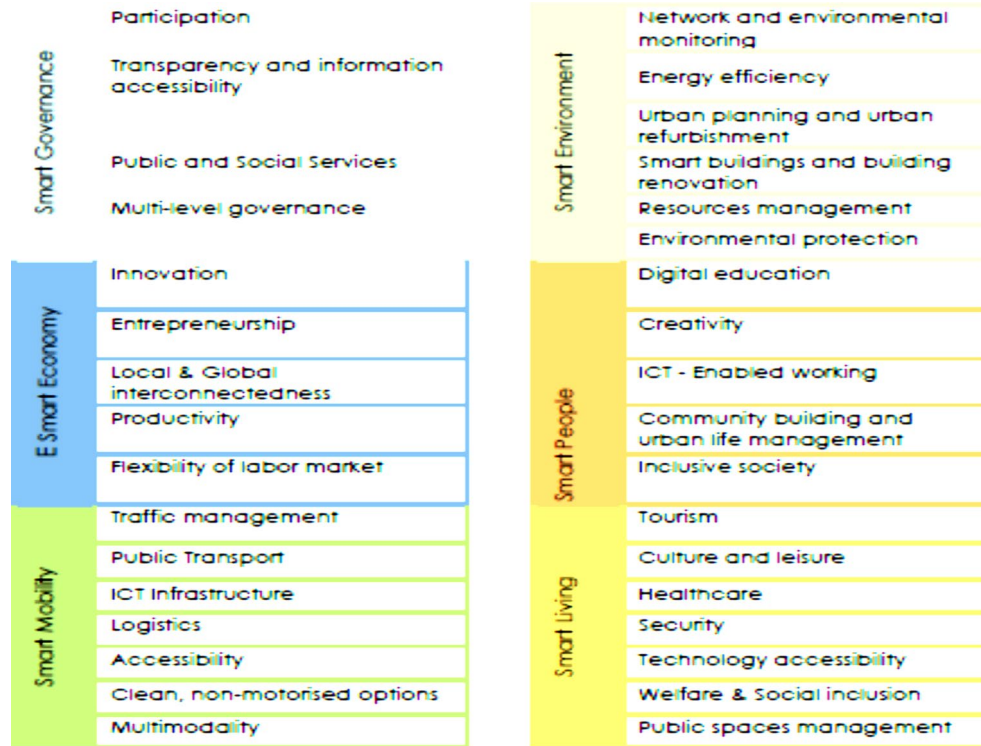 Smart Governance
Participation
Transparency and information
accessibility
Public and Social Services
Multi-level governance
E Smart Economy
Innovation
Entrepreneurship
Local & Global
interconnectedness
Productivity
Flexibility of labor market
Smart Mobility
Traffic management
Public Transport
ICT Infrastructure
Logistics
Accessibility
Clean, non-motorised options
Multimodality
Smart Environment
Network and environmental
monitoring
Energy efficiency
Urban planning and urban
refurbishment
Smart buildings and building
renovation
Resources management
Environmental protection
Smart People
Digital education
Creativity
ICT - Enabled working
Community building and
urban life management
Inclusive society
Smart Living
Tourism
Culture and leisure
Healthcare
Security
Technology accessibility
Welfare & Social inclusion
Public spaces management